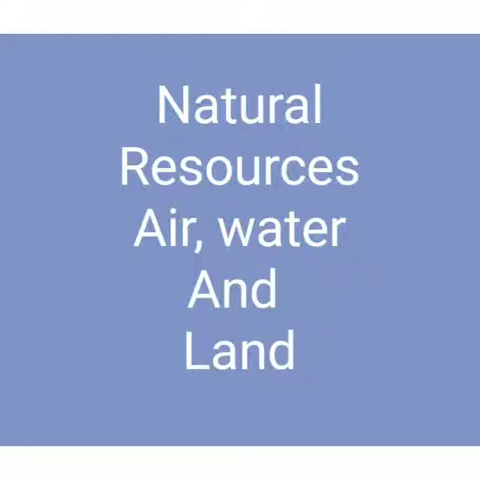 Natural
Resources
Air, water
And
Land